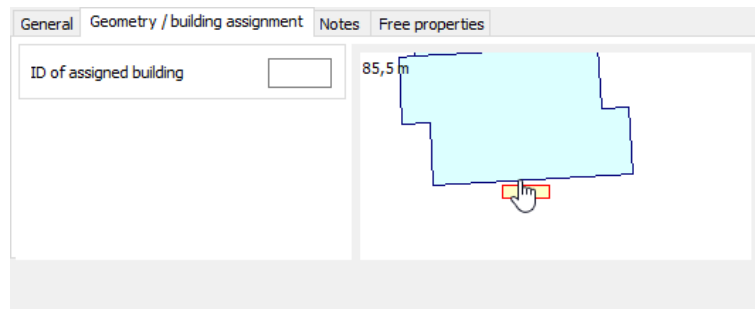 General Geometry / building assignment Notes Free properties
ID of assigned building
85,5 m